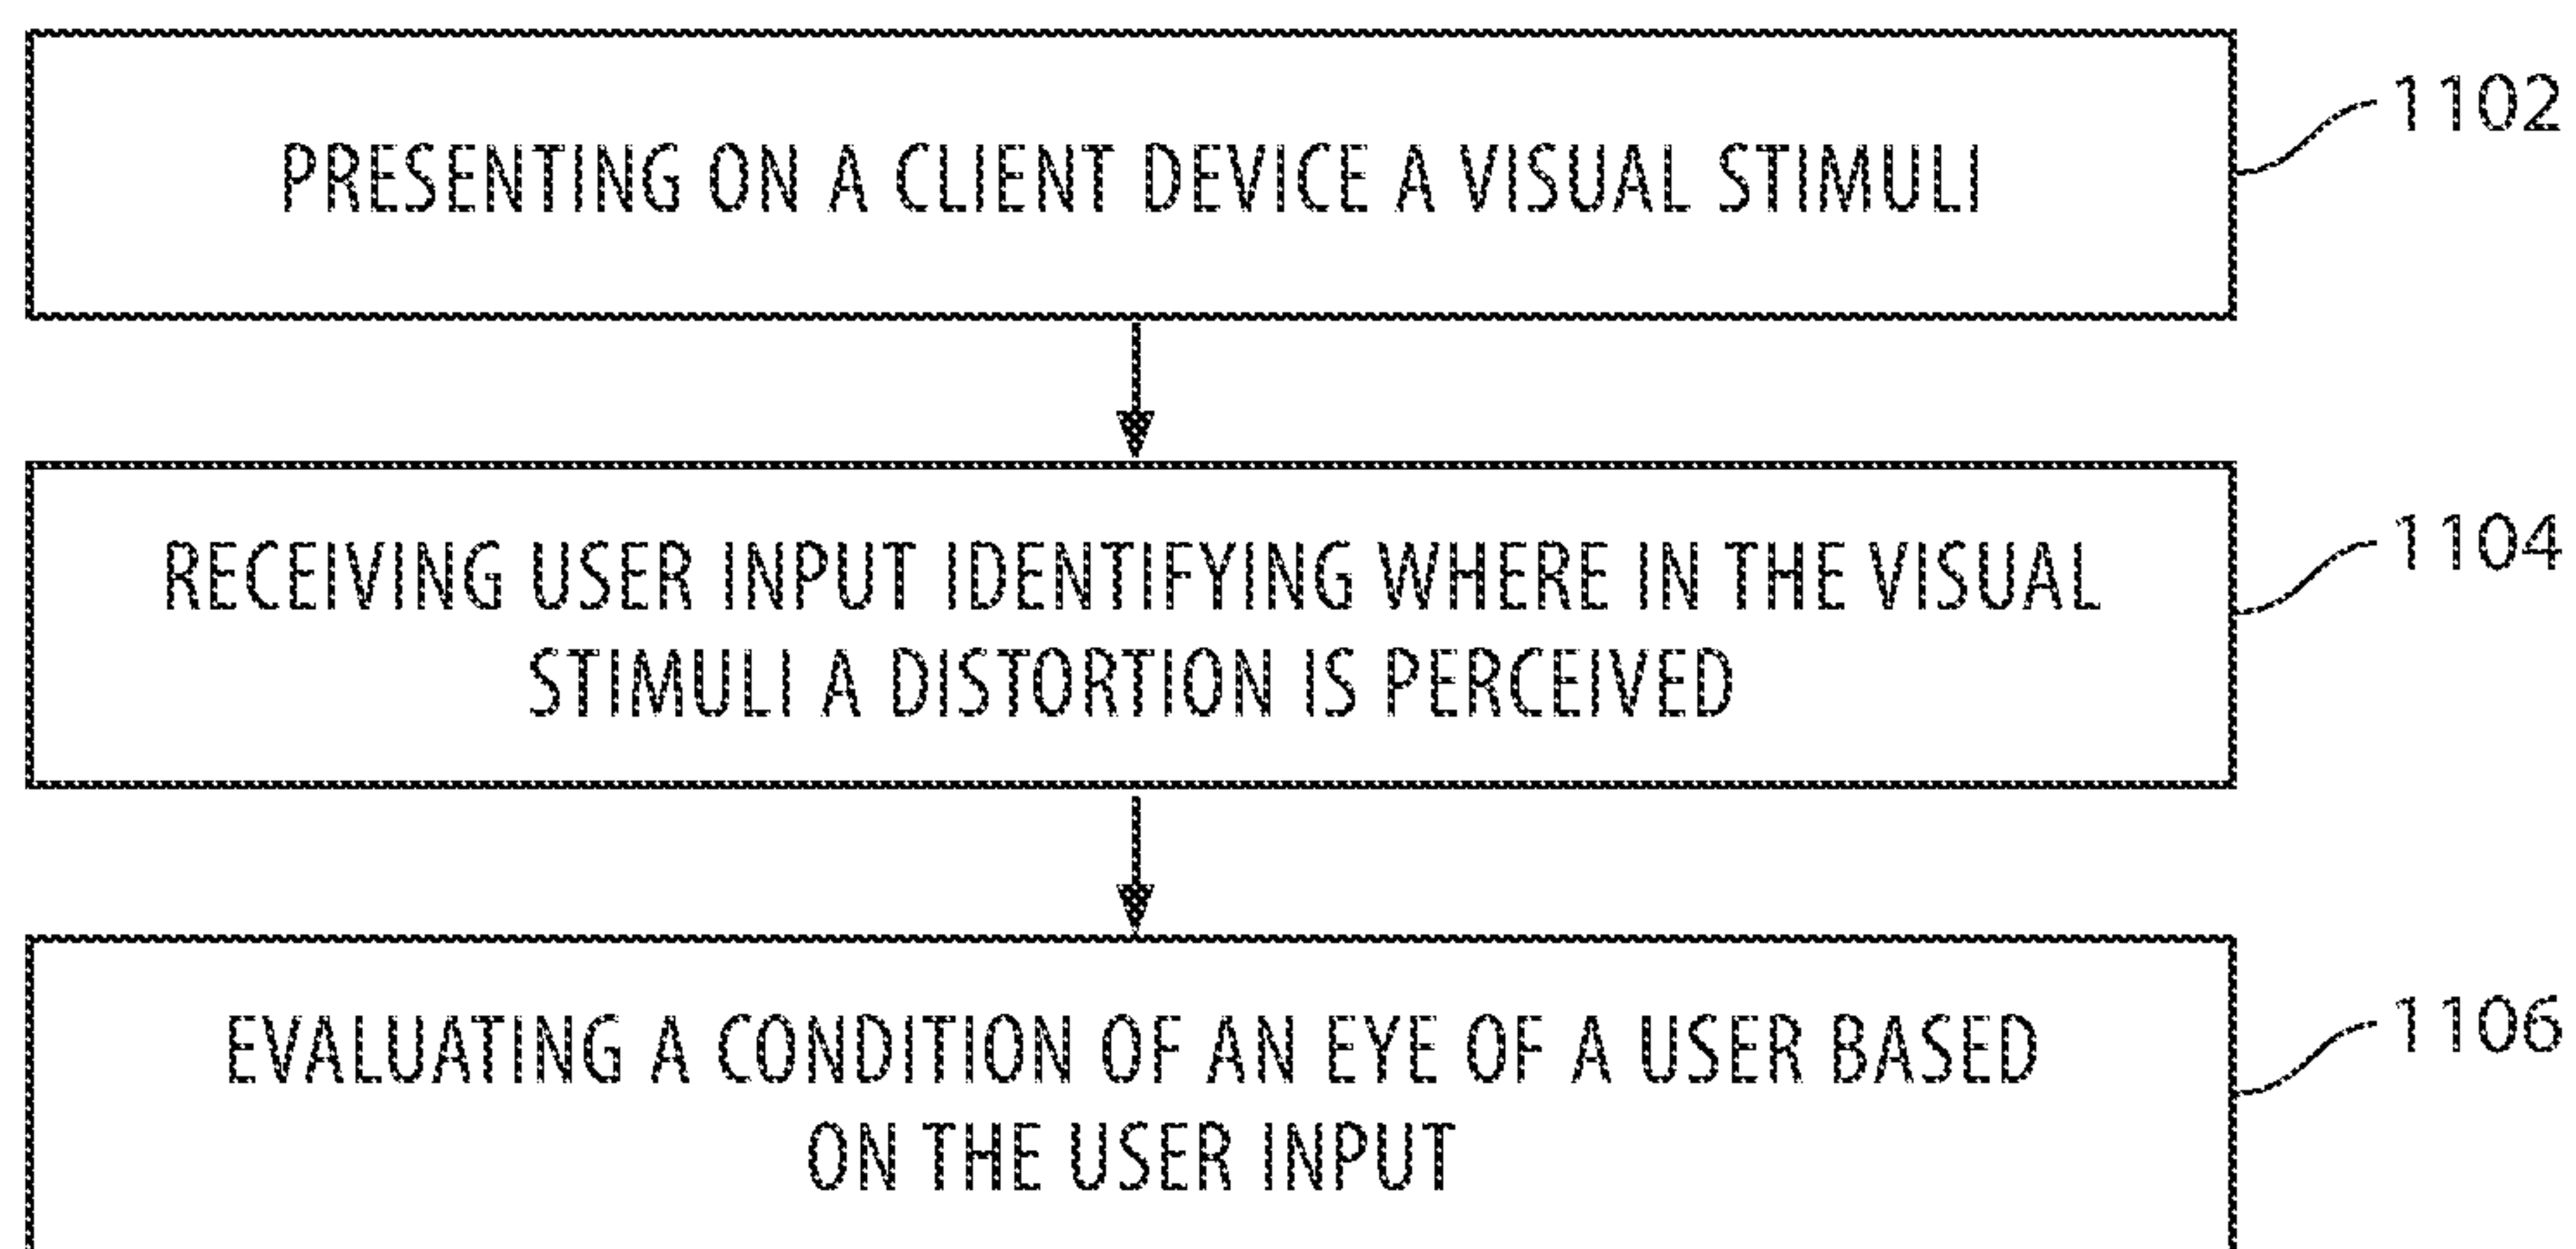 PRESENTING ON A CLIENT DEVICE A VISUAL STIMULI
1102
RECEIVING USER INPUT IDENTIFYING WHERE IN THE VISUAL
STIMULI A DISTORTION IS PERCEIVED
1104
EVALUATING A CONDITION OF AN EYE OF A USER BASED
ON THE USER INPUT
1106